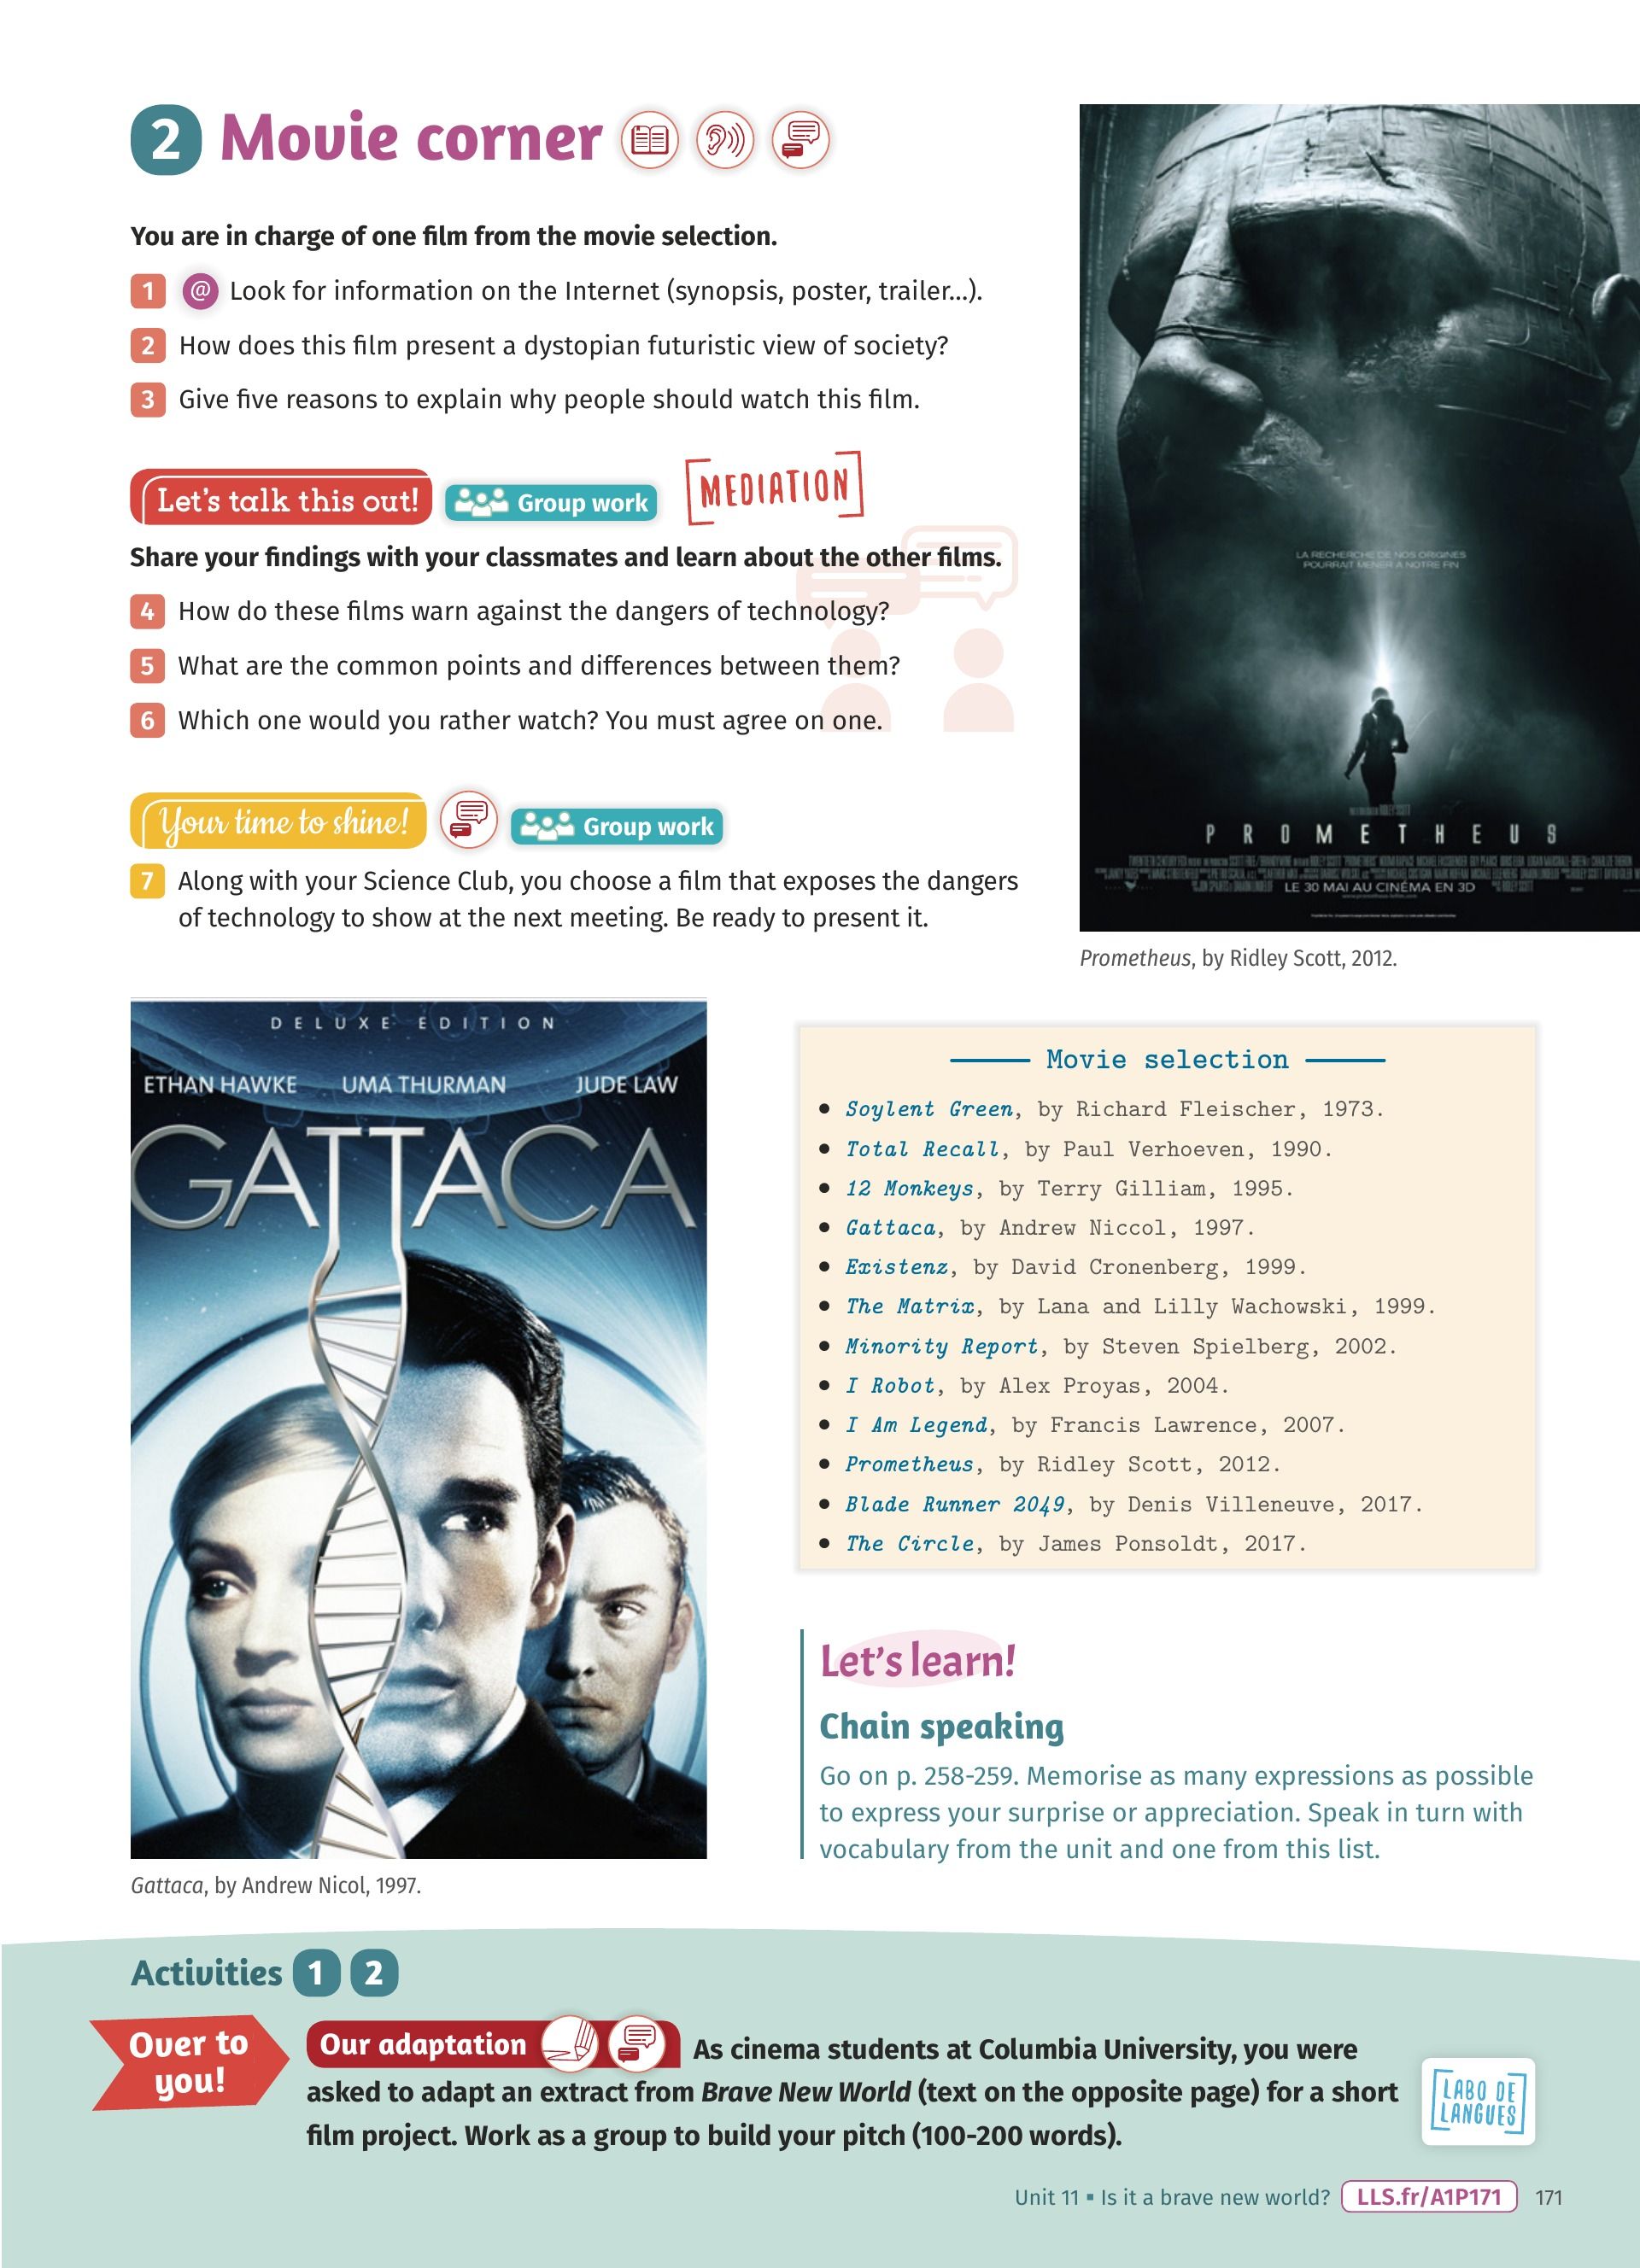 2 Movie corner
You are in charge of one film from the movie selection.
1 @ Look for information on the Internet (synopsis, poster, trailer...).
2 How does this film present a dystopian futuristic view of society?
3 Give five reasons to explain why people should watch this film.
Let's talk this out! Group work [MEDIATION]
Share your findings with your classmates and learn about the other films.
4 How do these films warn against the dangers of technology?
5 What are the common points and differences between them?
6 Which one would you rather watch? You must agree on one.
Your time to shine! Group work
7 Along with your Science Club, you choose a film that exposes the dangers
of technology to show at the next meeting. Be ready to present it.
LA RECHERCHE DE NOS ORIGINES
POURRAIT MENER A NOTRE FIN
PROMETHEUS
LE 30 MAI AU CINÉMA EN 3D
Prometheus, by Ridley Scott, 2012.
DELUXE EDITION
ETHAN HAWKE UMA THURMAN JUDE LAW
GATTACA
Gattaca, by Andrew Nicol, 1997.
Movie selection
• Soylent Green, by Richard Fleischer, 1973.
• Total Recall, by Paul Verhoeven, 1990.
• 12 Monkeys, by Terry Gilliam, 1995.
• Gattaca, by Andrew Niccol, 1997.
• Existenz, by David Cronenberg, 1999.
• The Matrix, by Lana and Lilly Wachowski, 1999.
• Minority Report, by Steven Spielberg, 2002.
• I Robot, by Alex Proyas, 2004.
• I Am Legend, by Francis Lawrence, 2007.
• Prometheus, by Ridley Scott, 2012.
• Blade Runner 2049, by Denis Villeneuve, 2017.
• The Circle, by James Ponsoldt, 2017.
Let's learn!
Chain speaking
Go on p. 258-259. Memorise as many expressions as possible
to express your surprise or appreciation. Speak in turn with
vocabulary from the unit and one from this list.
Activities 1 2
Over to
you!
Our adaptation As cinema students at Columbia University, you were
asked to adapt an extract from Brave New World (text on the opposite page) for a short
film project. Work as a group to build your pitch (100-200 words).
LABO DE
LANGUES
Unit 11 ▪ Is it a brave new world? LLS.fr/A1P171 171